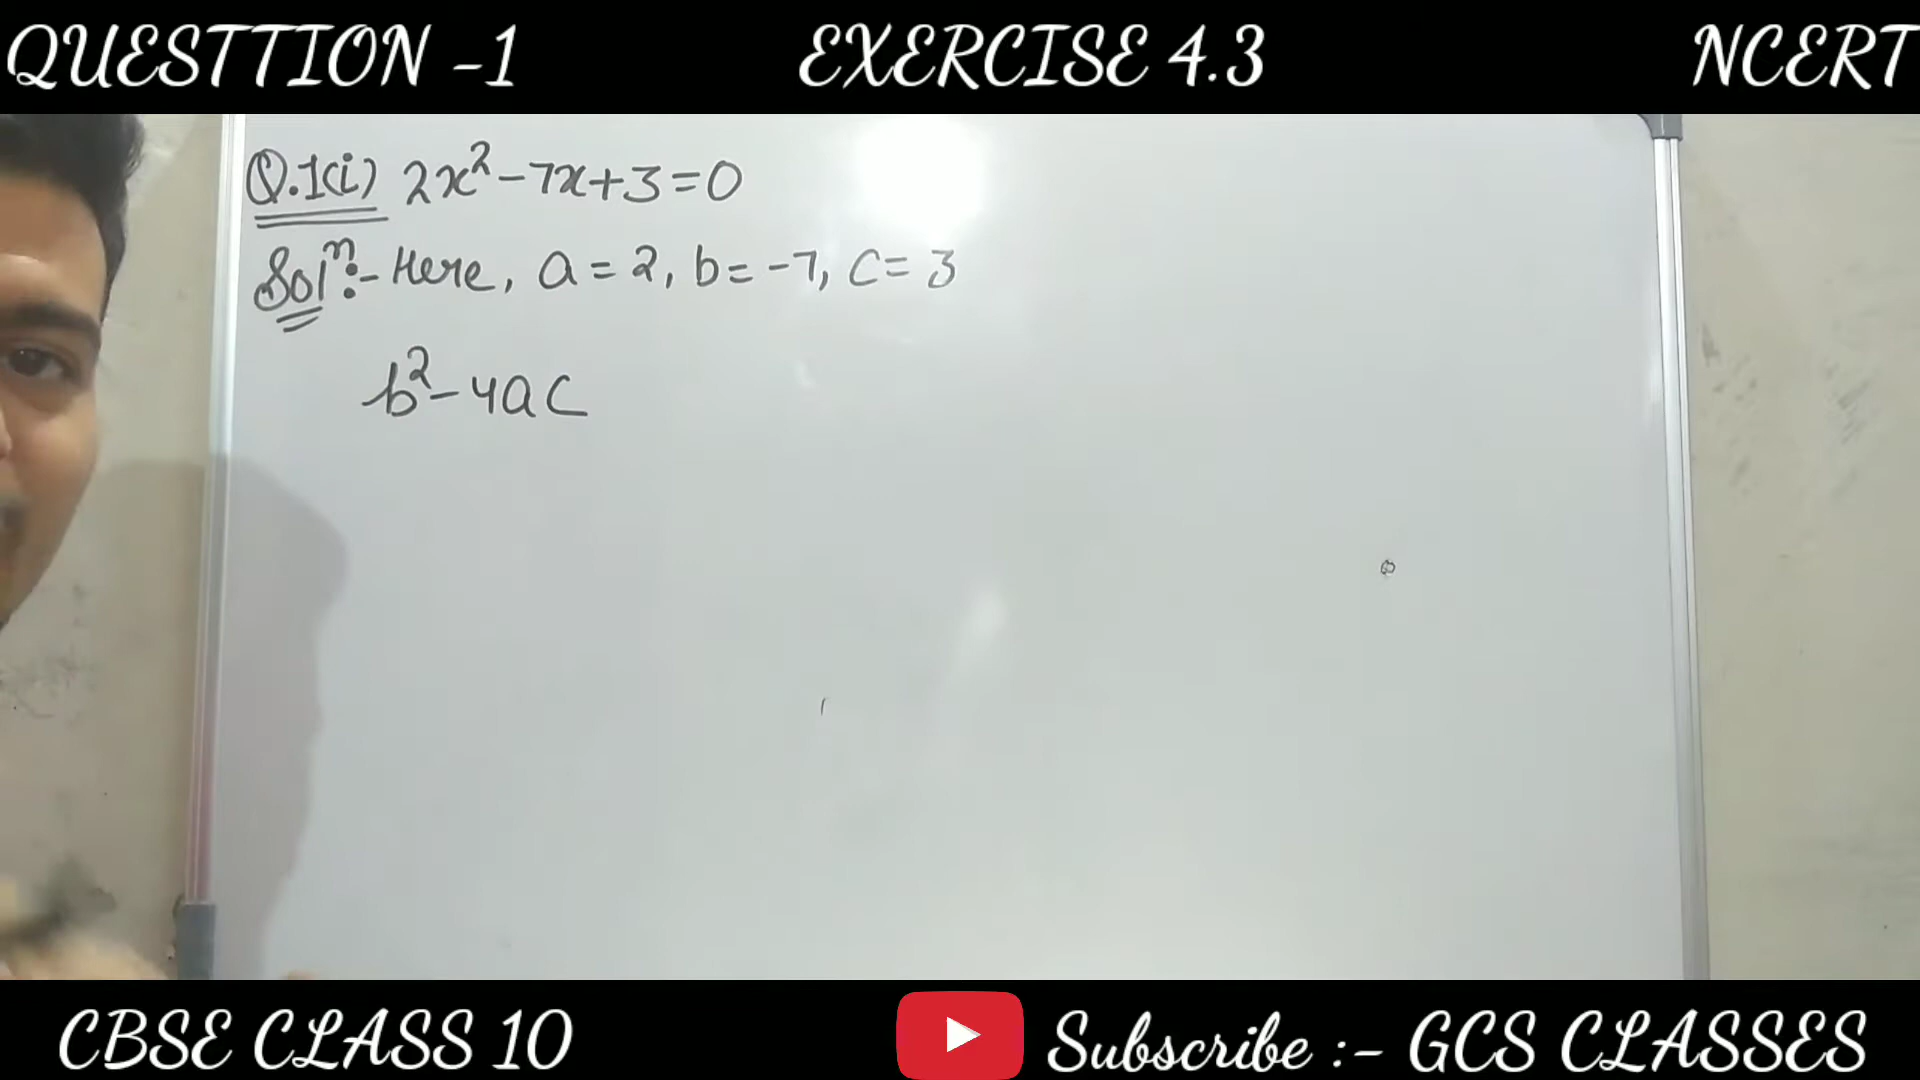 QUESTTION -1 EXERCISE 4.3 NCERT
Q.1(i) 2x²-7x+3=0
Solⁿ:- Here, a=2, b=-7, c=3
b²-4ac
CBSE CLASS 10 Subscribe :- GCS CLASSES